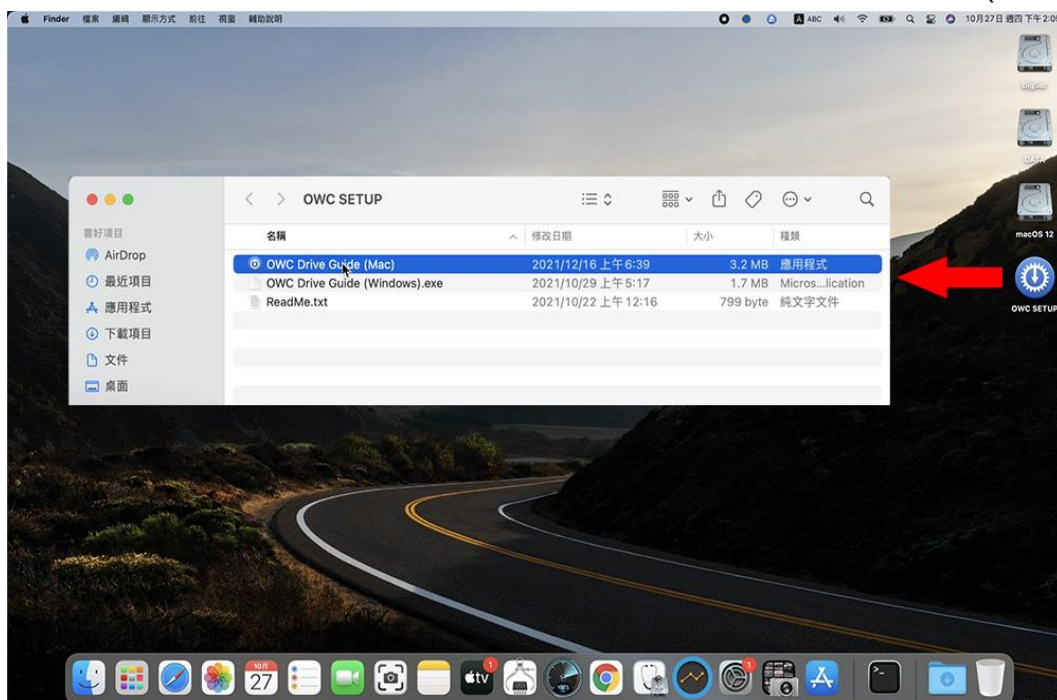 Finder 檔案 編輯 顯示方式 前往 視窗 輔助說明 ABC 10月27日 週四 下午 2:00
BigSur
DATA
macOS 12
OWC SETUP
OWC SETUP
喜好項目
AirDrop
最近項目
應用程式
下載項目
文件
桌面
名稱 修改日期 大小 種類
OWC Drive Guide (Mac) 2021/12/16 上午6:39 3.2 MB 應用程式
OWC Drive Guide (Windows).exe 2021/10/29 上午5:17 1.7 MB Micros...lication
ReadMe.txt 2021/10/22 上午12:16 799 byte 純文字文件
10月
27
tv
1
1